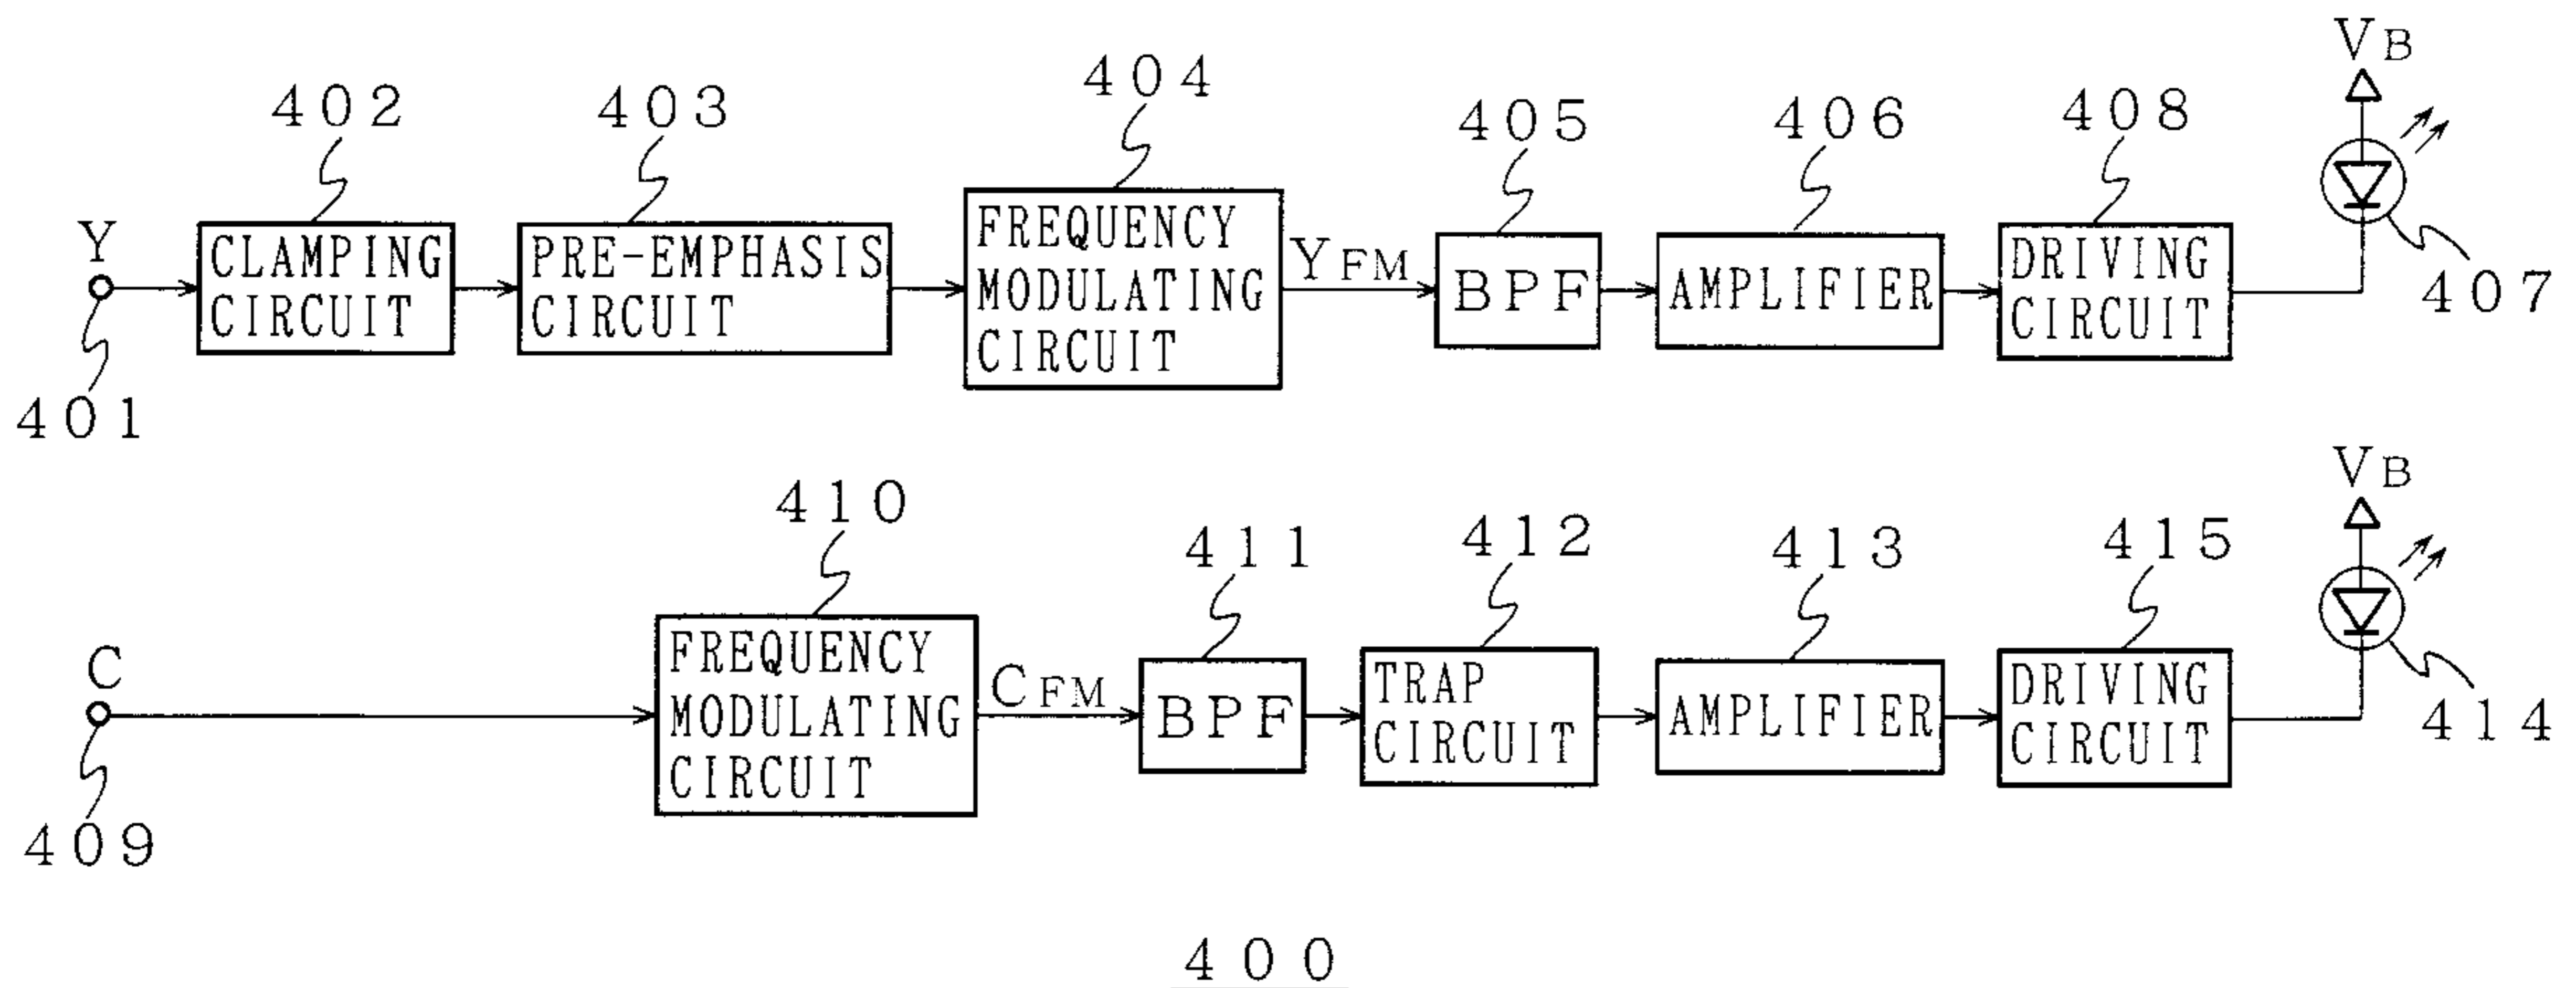 402
403
404
405
406
408
VB
Y
CLAMPING
CIRCUIT
PRE-EMPHASIS
CIRCUIT
FREQUENCY
MODULATING
CIRCUIT
YFM
BPF
AMPLIFIER
DRIVING
CIRCUIT
407
401
410
411
412
413
415
VB
C
FREQUENCY
MODULATING
CIRCUIT
CFM
BPF
TRAP
CIRCUIT
AMPLIFIER
DRIVING
CIRCUIT
414
409
400